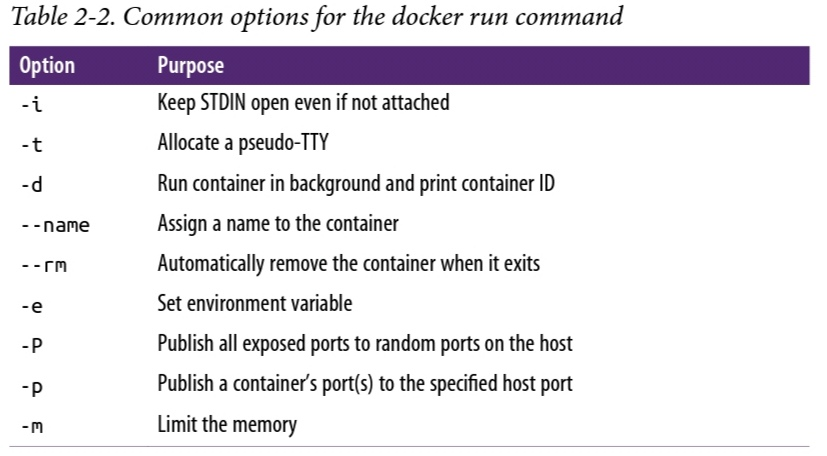 Table 2-2. Common options for the docker run command
Option Purpose
-i Keep STDIN open even if not attached
-t Allocate a pseudo-TTY
-d Run container in background and print container ID
--name Assign a name to the container
--rm Automatically remove the container when it exits
-e Set environment variable
-P Publish all exposed ports to random ports on the host
-p Publish a container’s port(s) to the specified host port
-m Limit the memory